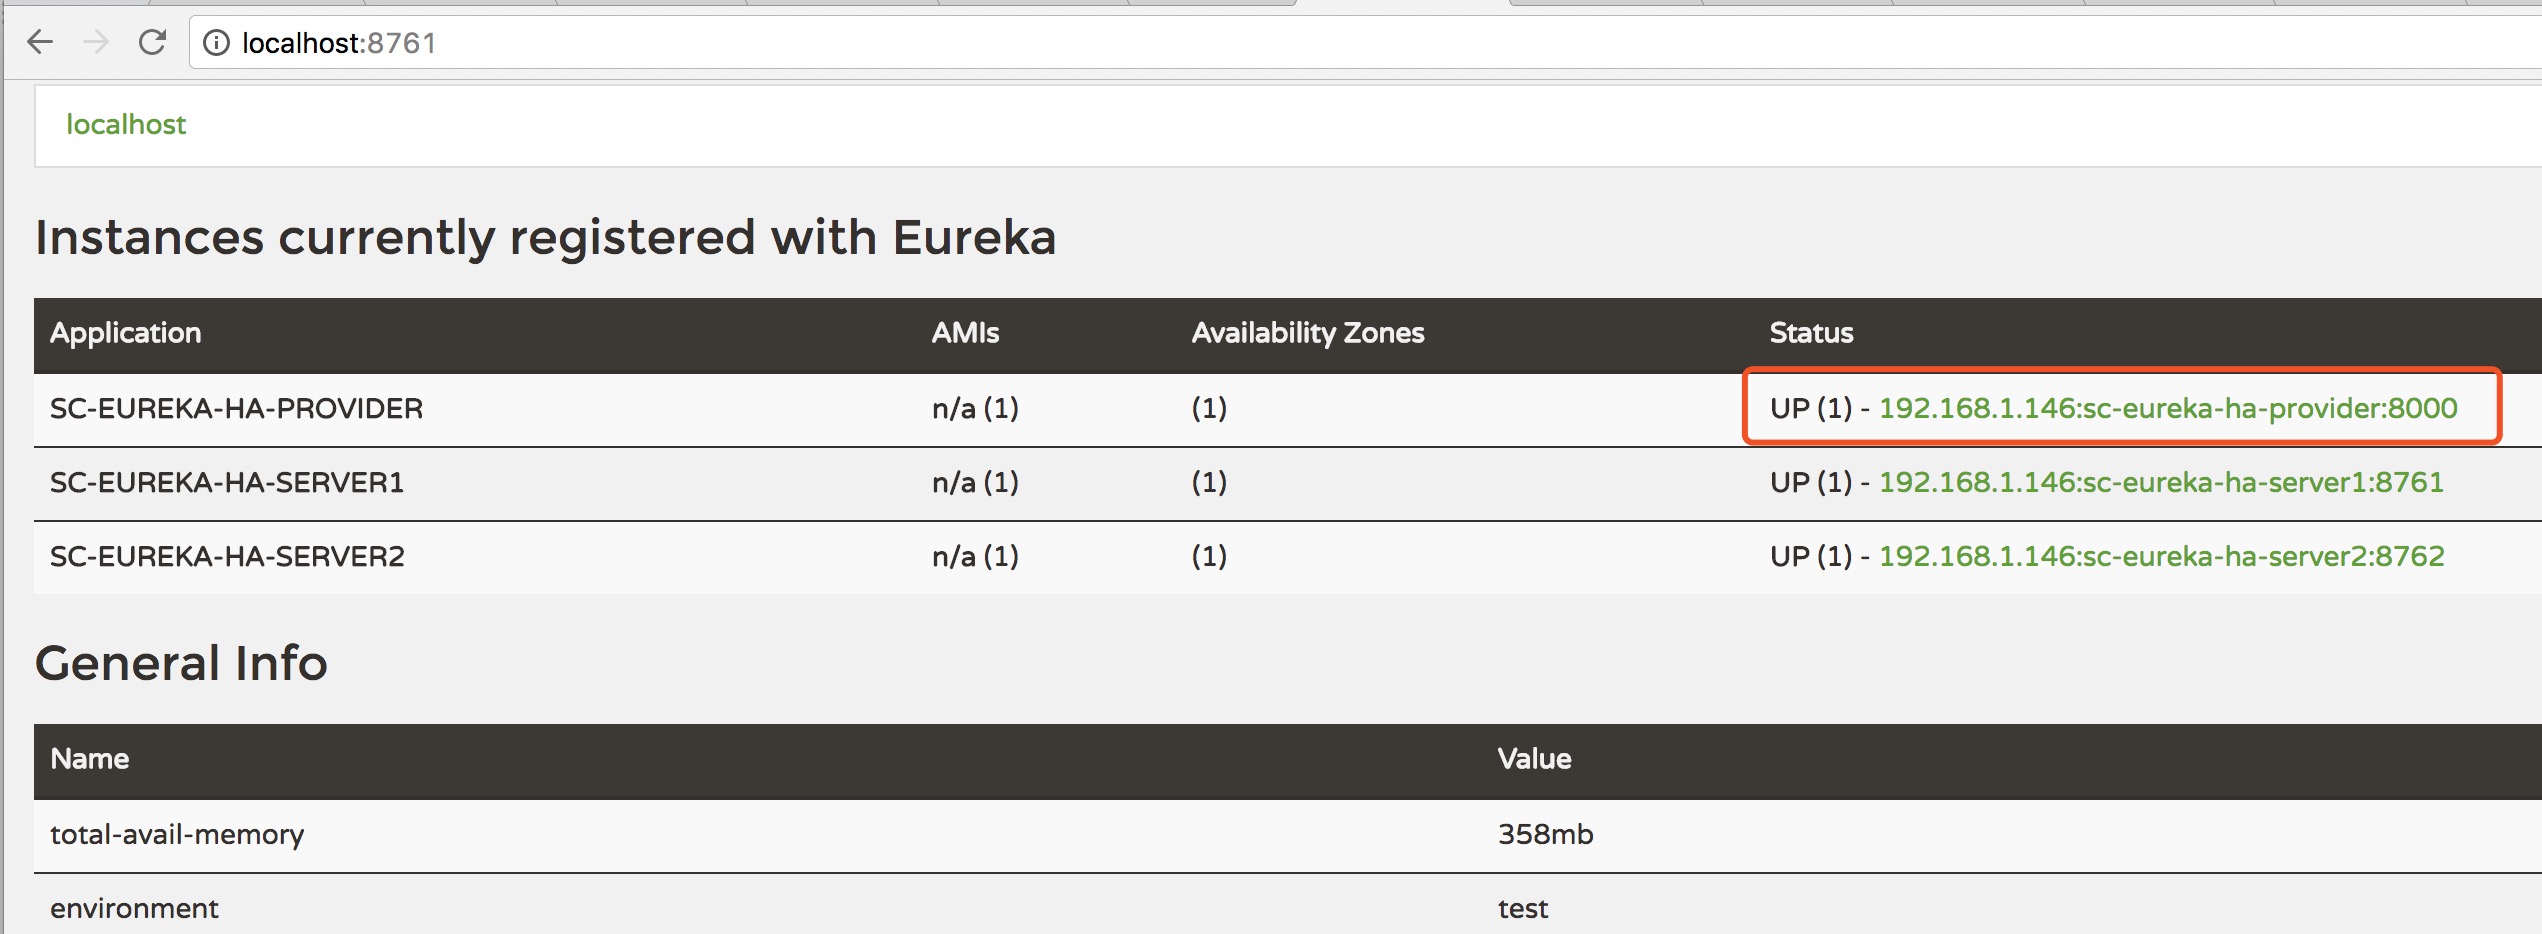 localhost:8761
localhost
Instances currently registered with Eureka
Application AMIs Availability Zones Status
SC-EUREKA-HA-PROVIDER n/a (1) (1) UP (1) - 192.168.1.146:sc-eureka-ha-provider:8000
SC-EUREKA-HA-SERVER1 n/a (1) (1) UP (1) - 192.168.1.146:sc-eureka-ha-server1:8761
SC-EUREKA-HA-SERVER2 n/a (1) (1) UP (1) - 192.168.1.146:sc-eureka-ha-server2:8762
General Info
Name Value
total-avail-memory 358mb
environment test